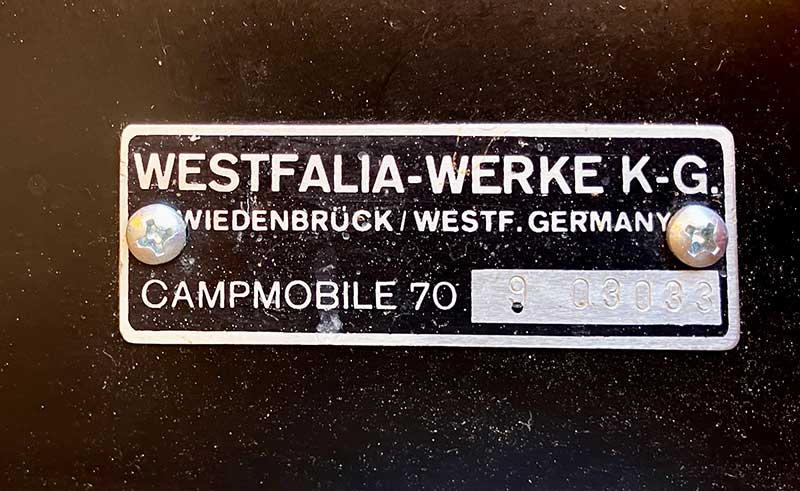 WESTFALIA-WERKE K-G.
WIEDENBRÜCK/WESTF. GERMANY
CAMPMOBILE 70 9 03033